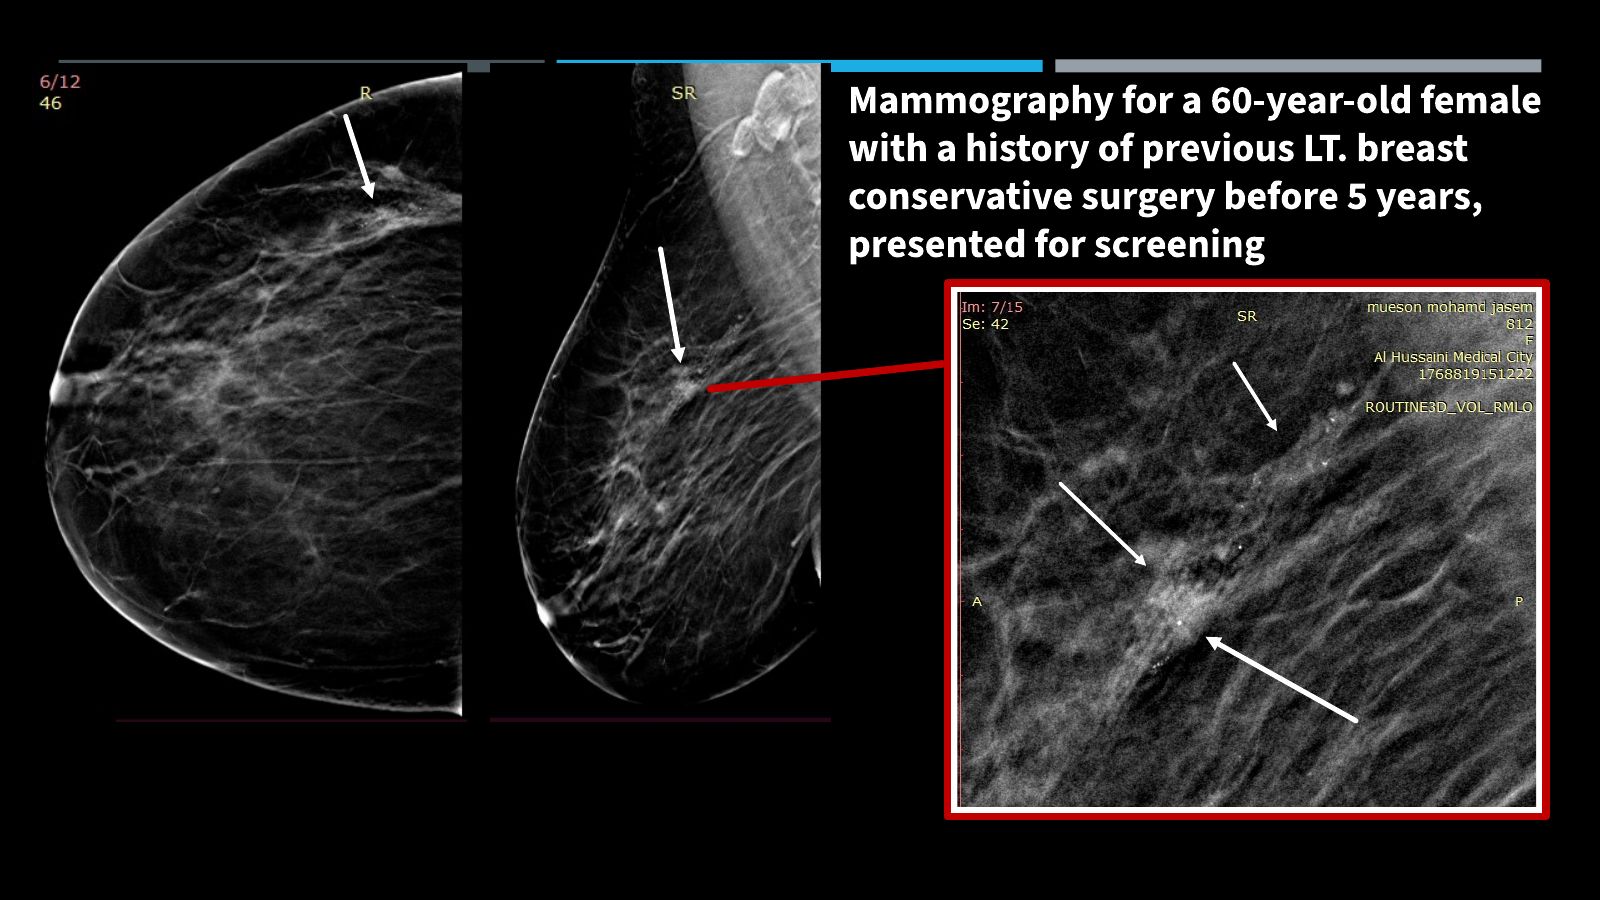 6/12
46
R
SR
Mammography for a 60-year-old female
with a history of previous LT. breast
conservative surgery before 5 years,
presented for screening
Im: 7/15
Se: 42
SR
mueson mohamd jasem
812
F
Al Hussaini Medical City
1768819151222
ROUTINE3D_VOL_RMLO
A
P